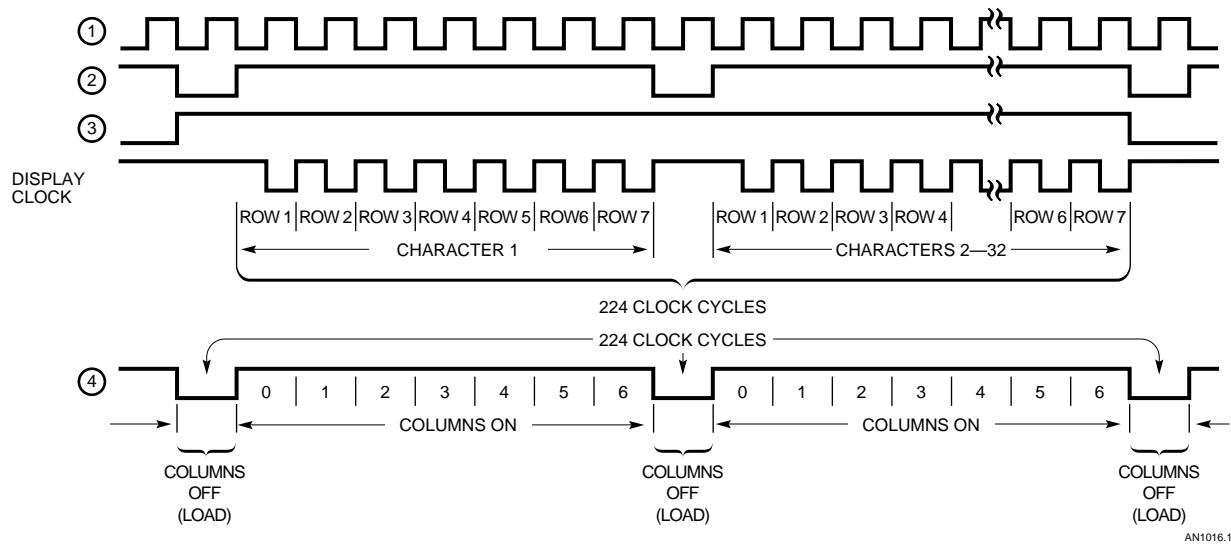 1
2
3
DISPLAY
CLOCK
ROW 1 ROW 2 ROW 3 ROW 4 ROW 5 ROW6 ROW 7 ROW 1 ROW 2 ROW 3 ROW 4 ROW 6 ROW 7
CHARACTER 1 CHARACTERS 2—32
224 CLOCK CYCLES
224 CLOCK CYCLES
4
0 1 2 3 4 5 6 0 1 2 3 4 5 6
COLUMNS ON COLUMNS ON
COLUMNS COLUMNS COLUMNS
OFF OFF OFF
(LOAD) (LOAD) (LOAD)
AN1016.1